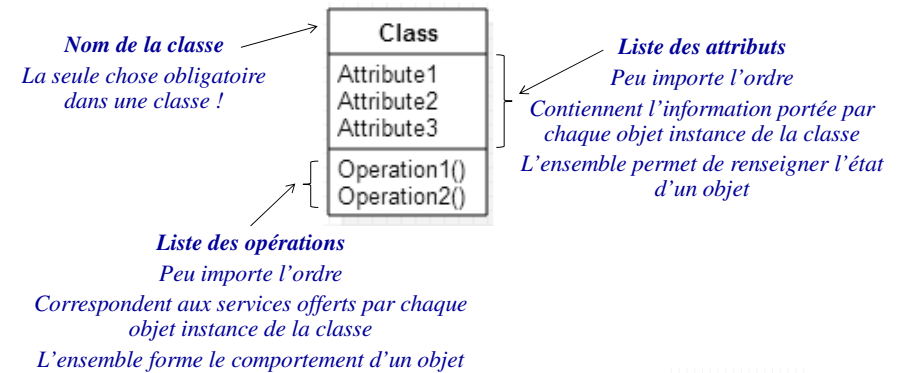 Nom de la classe
La seule chose obligatoire
dans une classe !
Class
Attribute1
Attribute2
Attribute3
Operation1()
Operation2()
Liste des attributs
Peu importe l'ordre
Contiennent l'information portée par
chaque objet instance de la classe
L'ensemble permet de renseigner l'état
d'un objet
Liste des opérations
Peu importe l'ordre
Correspondent aux services offerts par chaque
objet instance de la classe
L'ensemble forme le comportement d'un objet